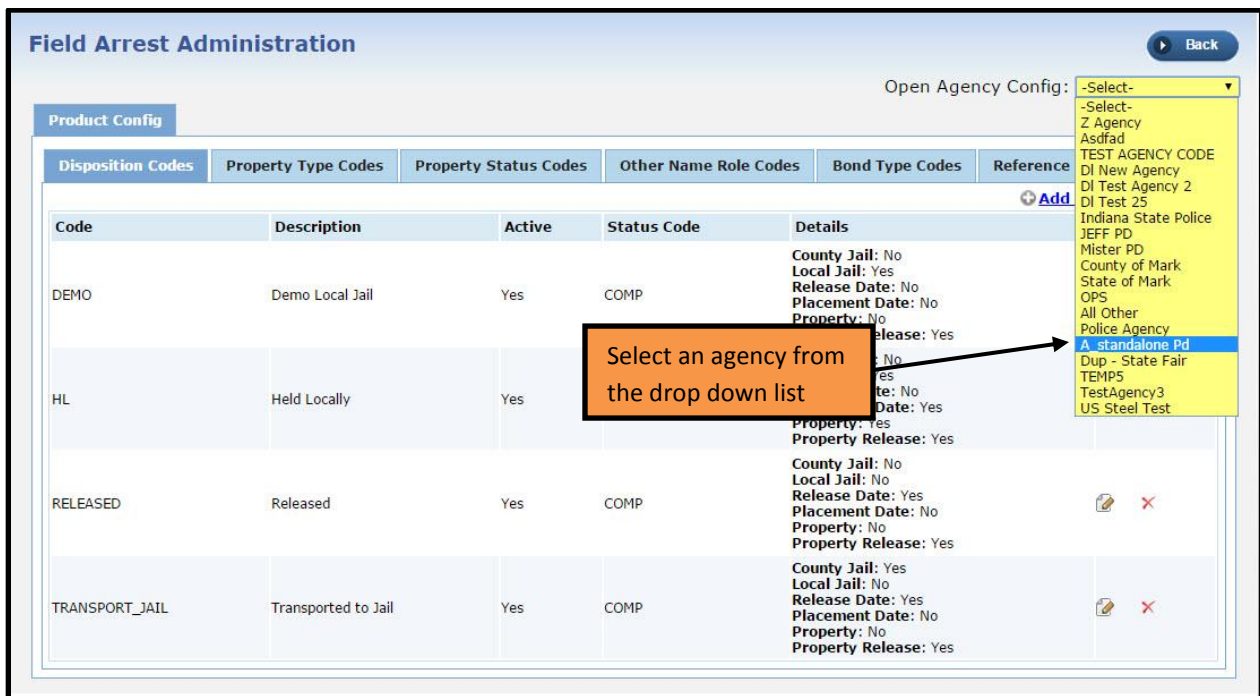 Field Arrest Administration
Back
Open Agency Config: -Select-
-Select-
Z Agency
Asdfad
TEST AGENCY CODE
Dl New Agency
Dl Test Agency 2
Dl Test 25
Indiana State Police
JEFF PD
Mister PD
County of Mark
State of Mark
OPS
All Other
Police Agency
A_standalone Pd
Dup - State Fair
TEMP5
TestAgency3
US Steel Test
Product Config
Disposition Codes Property Type Codes Property Status Codes Other Name Role Codes Bond Type Codes Reference
Add
Code Description Active Status Code Details
DEMO Demo Local Jail Yes COMP
County Jail: No
Local Jail: Yes
Release Date: No
Placement Date: No
Property: No
elease: Yes
Select an agency from
the drop down list
HL Held Locally Yes
: No
es
te: No
Date: Yes
Property: Yes
Property Release: Yes
RELEASED Released Yes COMP
County Jail: No
Local Jail: No
Release Date: Yes
Placement Date: No
Property: No
Property Release: Yes
TRANSPORT_JAIL Transported to Jail Yes COMP
County Jail: Yes
Local Jail: No
Release Date: Yes
Placement Date: No
Property: No
Property Release: Yes